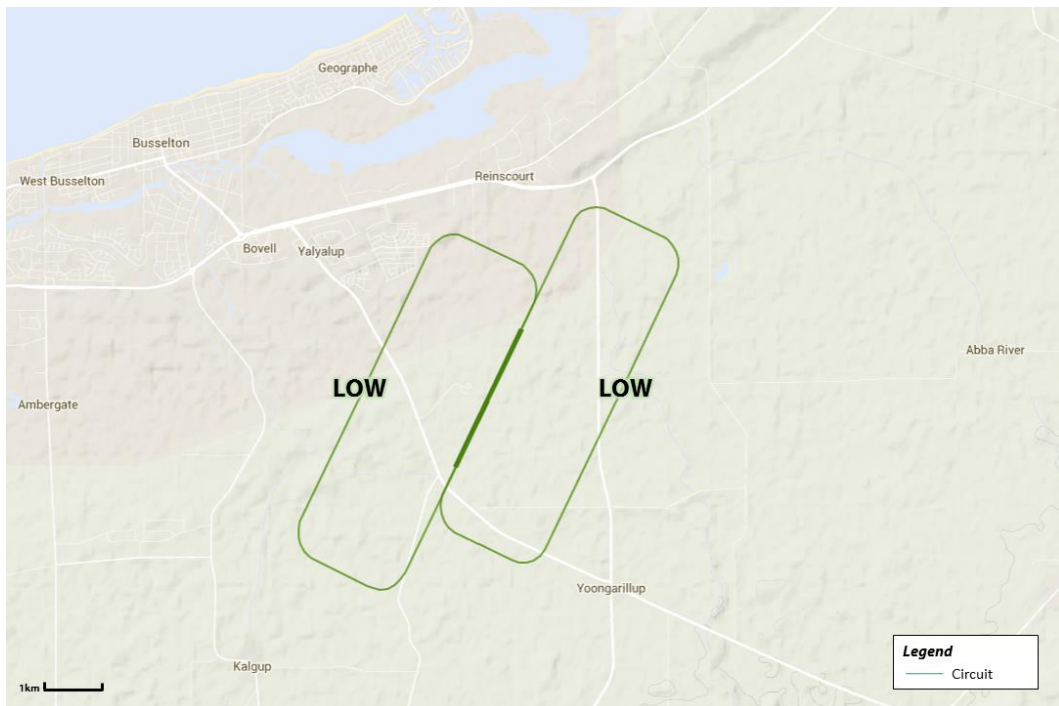 Geographe
Busselton
West Busselton
Reinscourt
Bovell
Yalyalup
Abba River
LOW
LOW
Ambergate
Yoongarillup
Kalgup
1km
Legend
Circuit